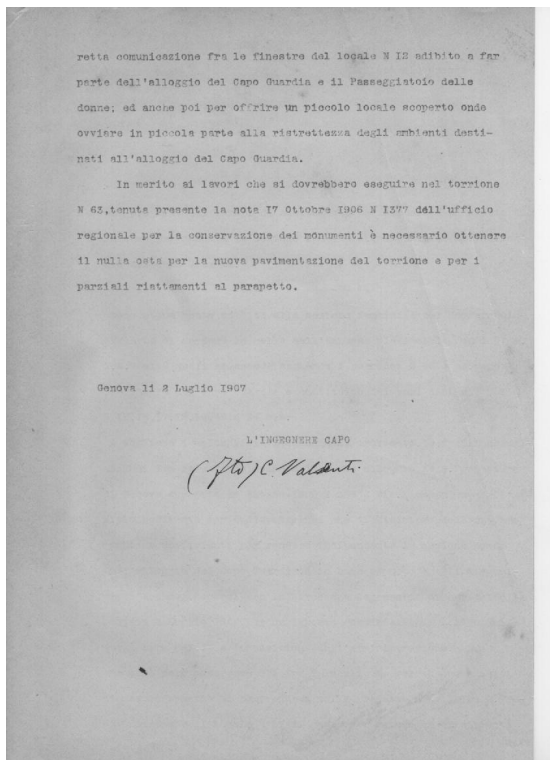 retta comunicazione fra le finestre del locale N I2 adibito a far
parte dell'alloggio del Capo Guardia e il Passeggiatoio delle
donne; ed anche poi per offrire un piccolo locale scoperto onde
ovviare in piccola parte alla ristrettezza degli ambienti desti-
nati all'alloggio del Capo Guardia.
In merito ai lavori che si dovrebbero eseguire nel torrione
N 63,tenuta presente la nota I7 Ottobre I906 N I377 dell'ufficio
regionale per la conservazione dei monumenti è necessario ottenere
il nulla osta per la nuova pavimentazione del torrione e per i
parziali riattamenti al parapetto.
Genova li 2 Luglio I907
L'INGEGNERE CAPO
(fto) C. Valenti